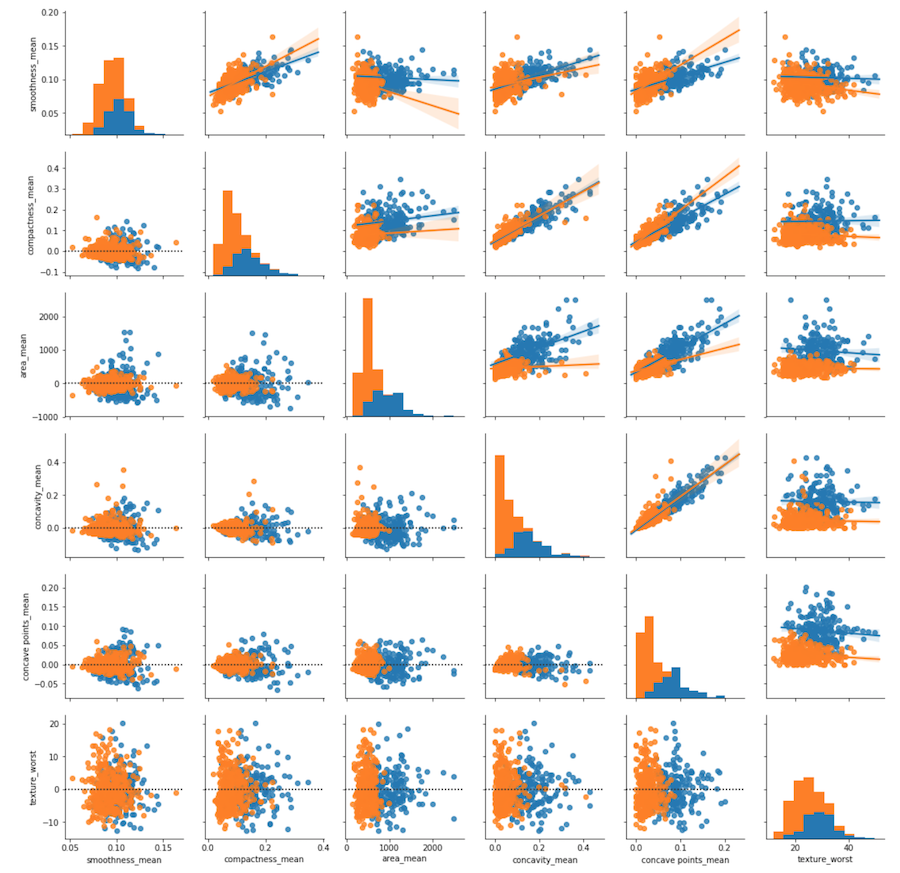 0.20
0.15
0.10
0.05
smoothness_mean
0.4
0.3
0.2
0.1
0.0
−0.1
compactness_mean
2000
1000
0
−1000
area_mean
0.4
0.2
0.0
concavity_mean
0.20
0.15
0.10
0.05
0.00
−0.05
concave points_mean
20
10
0
−10
texture_worst
0.05 0.10 0.15
smoothness_mean
0.0 0.2 0.4
compactness_mean
0 1000 2000
area_mean
0.0 0.2 0.4
concavity_mean
0.0 0.1 0.2
concave points_mean
20 40
texture_worst